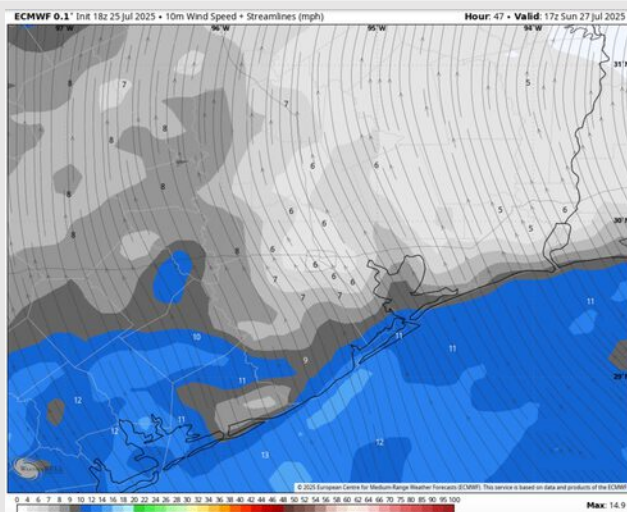 ECMWF 0.1° Init 18z 25 Jul 2025 • 10m Wind Speed + Streamlines (mph) Hour: 47 • Valid: 17z Sun 27 Jul 2025
97°W 96°W 95°W 94°W
31°N
8 7 5
7
8
8 6 6
8
6 5 6
8 6 5 30°N
8 6
6 6
7 6
7 7
11
10 11
9 11
11 29°N
12
11
12 12
13
© 2025 European Centre for Medium-Range Weather Forecasts (ECMWF). This service is based on data and products of the ECMWF
0 4 6 7 8 9 10 12 14 16 18 20 22 24 26 28 30 32 34 36 38 40 42 44 46 48 50 52 54 56 58 60 65 70 75 80 85 90 95 100
Max: 14.9